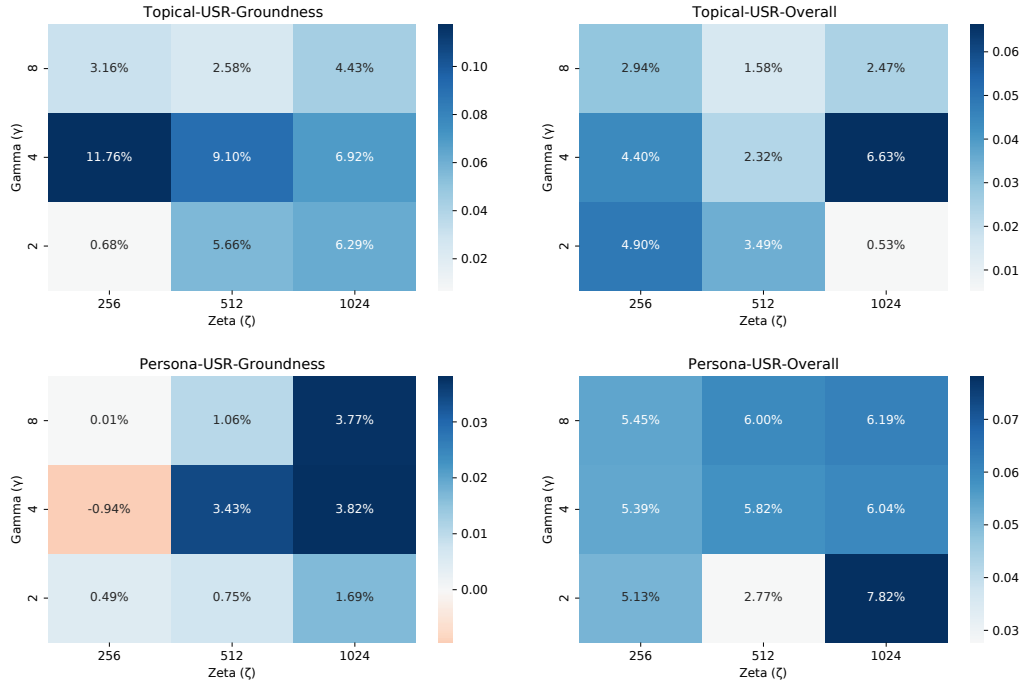 Topical-USR-Groundness
8 3.16% 2.58% 4.43%
4 11.76% 9.10% 6.92%
2 0.68% 5.66% 6.29%
256 512 1024
Zeta (ζ)
Gamma (γ)
0.10
0.08
0.06
0.04
0.02
Topical-USR-Overall
8 2.94% 1.58% 2.47%
4 4.40% 2.32% 6.63%
2 4.90% 3.49% 0.53%
256 512 1024
Zeta (ζ)
Gamma (γ)
0.06
0.05
0.04
0.03
0.02
0.01
Persona-USR-Groundness
8 0.01% 1.06% 3.77%
4 -0.94% 3.43% 3.82%
2 0.49% 0.75% 1.69%
256 512 1024
Zeta (ζ)
Gamma (γ)
0.03
0.02
0.01
0.00
Persona-USR-Overall
8 5.45% 6.00% 6.19%
4 5.39% 5.82% 6.04%
2 5.13% 2.77% 7.82%
256 512 1024
Zeta (ζ)
Gamma (γ)
0.07
0.06
0.05
0.04
0.03